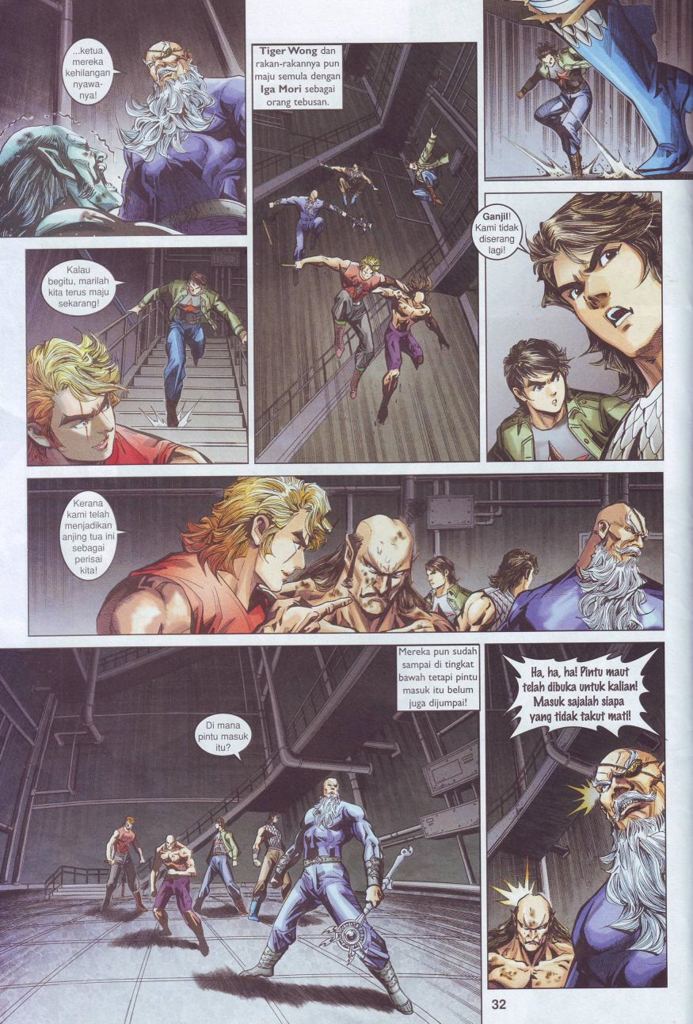 ...ketua
mereka
kehilangan
nyawa-
nya!
Tiger Wong dan
rakan-rakannya pun
maju semula dengan
Iga Mori sebagai
orang tebusan.
Ganjil!
Kami tidak
diserang
lagi!
Kalau
begitu, marilah
kita terus maju
sekarang!
Kerana
kami telah
menjadikan
anjing tua ini
sebagai
perisai
kita!
Mereka pun sudah
sampai di tingkat
bawah tetapi pintu
masuk itu belum
juga dijumpai!
Di mana
pintu masuk
itu?
Ha, ha, ha! Pintu maut
telah dibuka untuk kalian!
Masuk sajalah siapa
yang tidak takut mati!
32